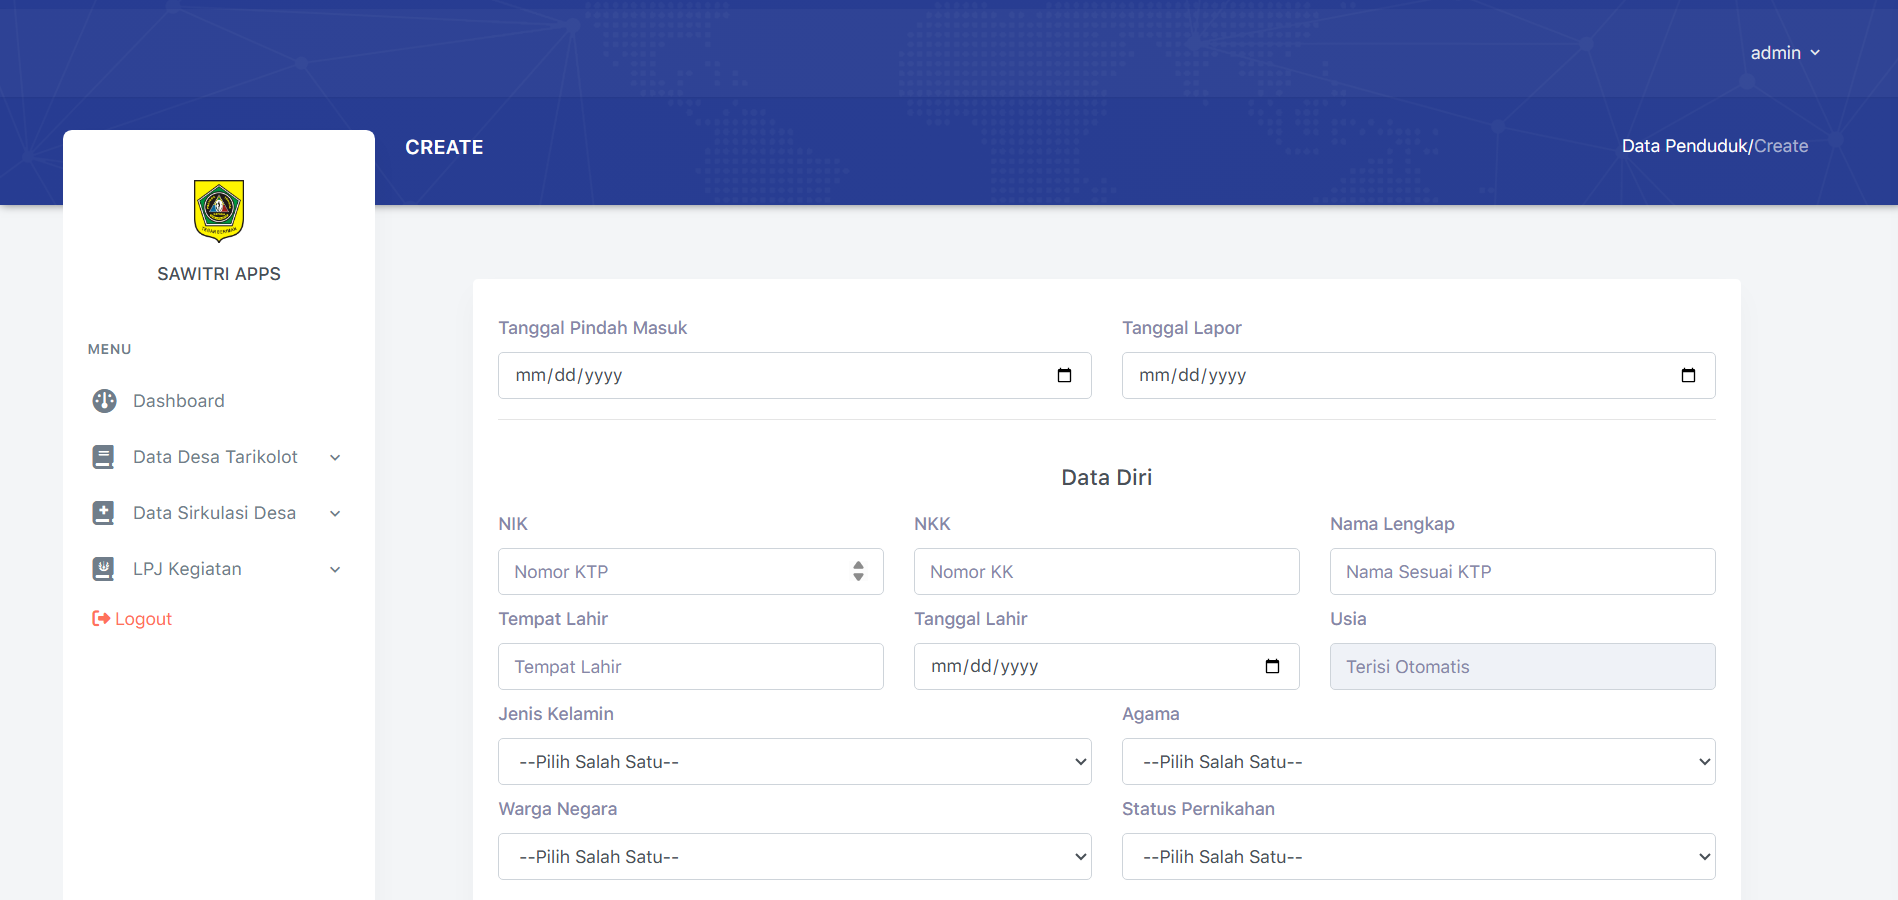 admin
CREATE
Data Penduduk/Create
SAWITRI APPS
MENU
Dashboard
Data Desa Tarikolot
Data Sirkulasi Desa
LPJ Kegiatan
Logout
Tanggal Pindah Masuk
Tanggal Lapor
mm/dd/yyyy
mm/dd/yyyy
Data Diri
NIK
NKK
Nama Lengkap
Nomor KTP
Nomor KK
Nama Sesuai KTP
Tempat Lahir
Tanggal Lahir
Usia
Tempat Lahir
mm/dd/yyyy
Terisi Otomatis
Jenis Kelamin
Agama
--Pilih Salah Satu--
--Pilih Salah Satu--
Warga Negara
Status Pernikahan
--Pilih Salah Satu--
--Pilih Salah Satu--